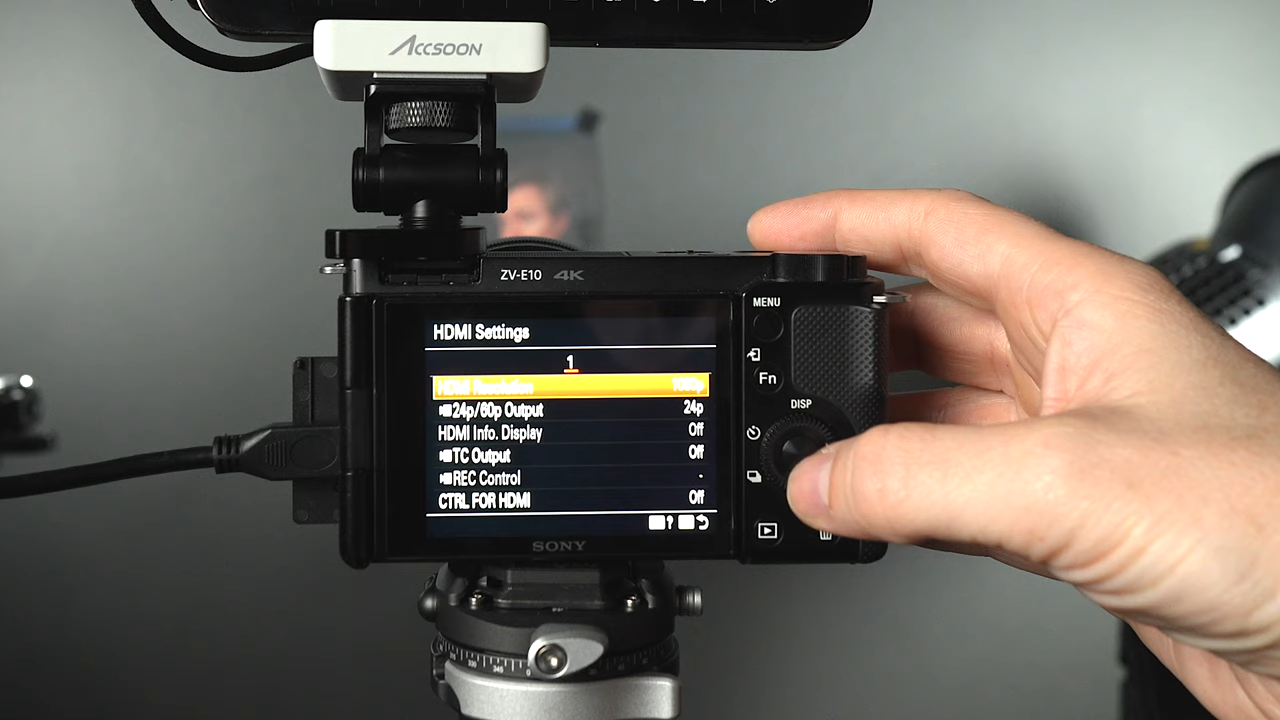 ACCSOON
ZV-E10 4K
MENU
Fn
DISP
HDMI Settings
1
HDMI Resolution 1080p
24p/60p Output 24p
HDMI Info. Display Off
TC Output Off
REC Control -
CTRL FOR HDMI Off
SONY